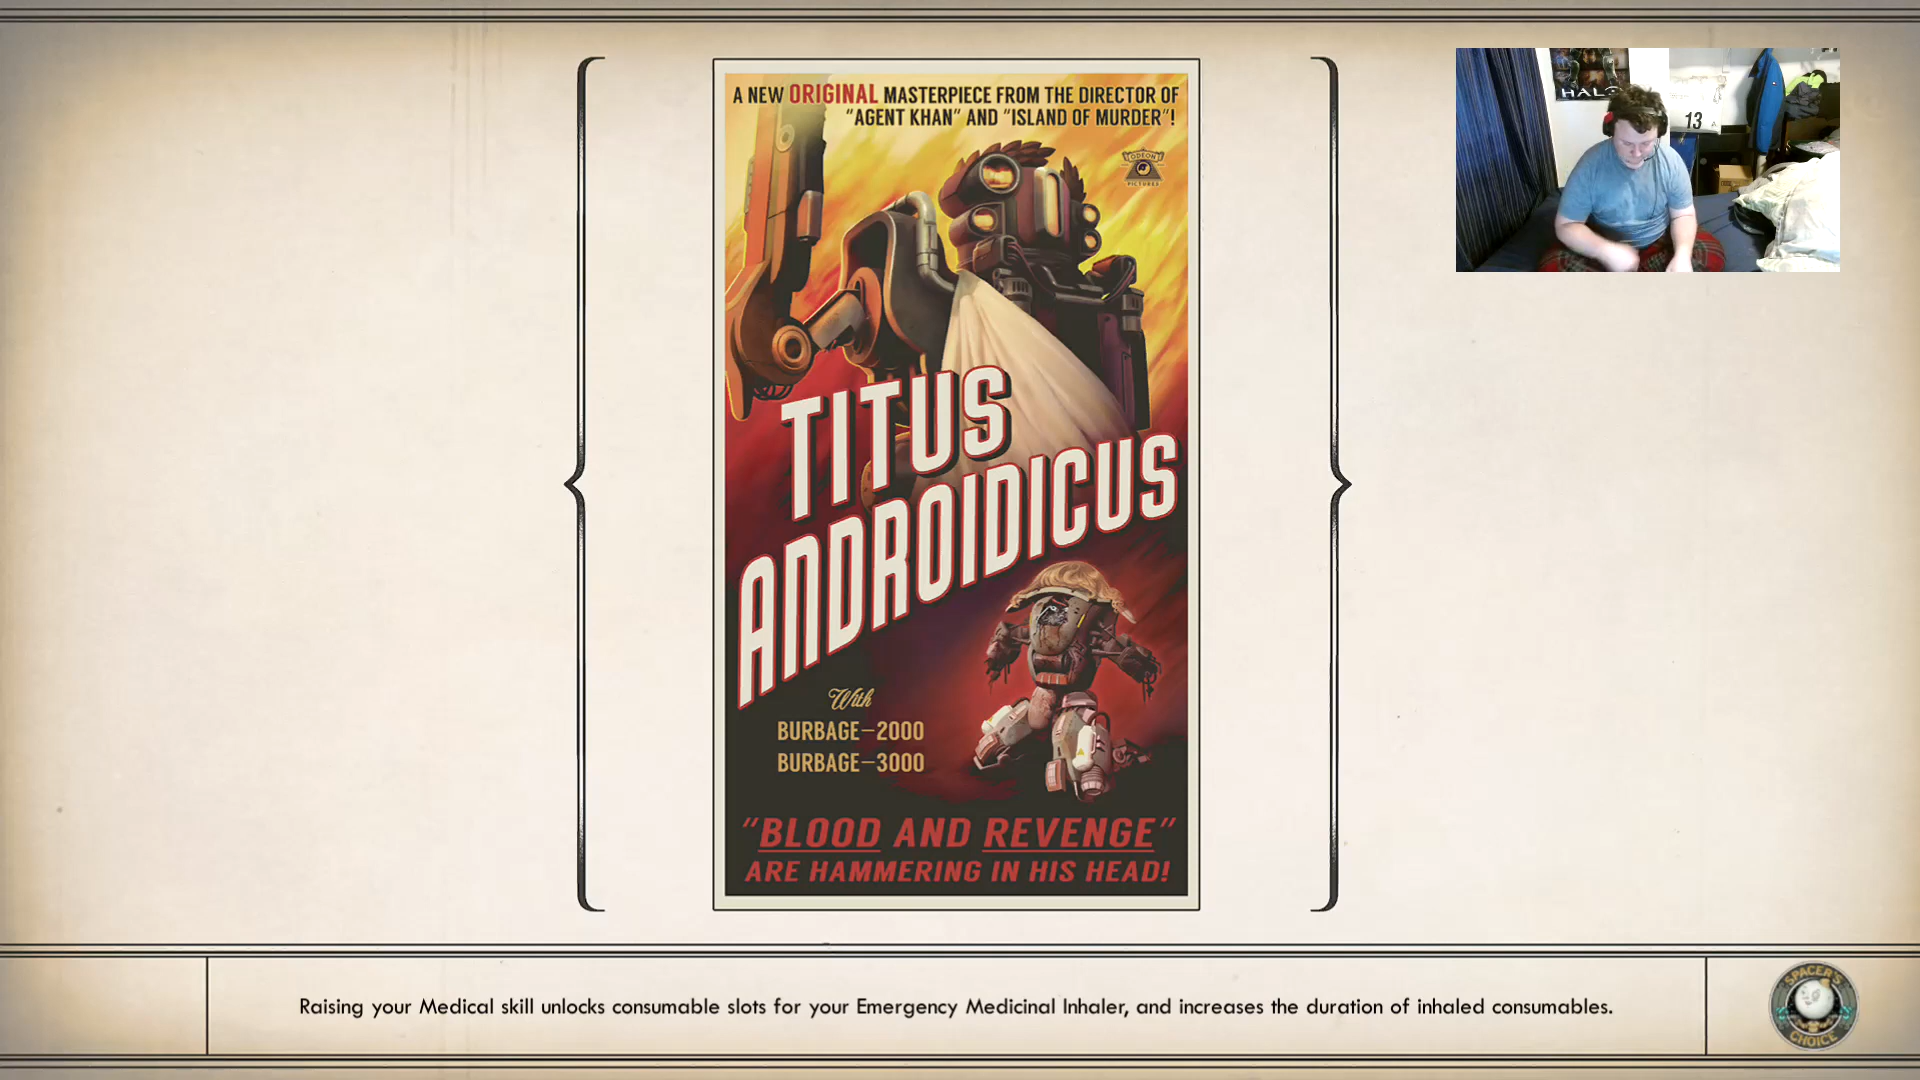 A NEW ORIGINAL MASTERPIECE FROM THE DIRECTOR OF
"AGENT KHAN" AND "ISLAND OF MURDER"!
ODEON
PICTURES
HALO
13
TITUS
ANDROIDICUS
With
BURBAGE-2000
BURBAGE-3000
"BLOOD AND REVENGE"
ARE HAMMERING IN HIS HEAD!
Raising your Medical skill unlocks consumable slots for your Emergency Medicinal Inhaler, and increases the duration of inhaled consumables.
SPACER'S
CHOICE